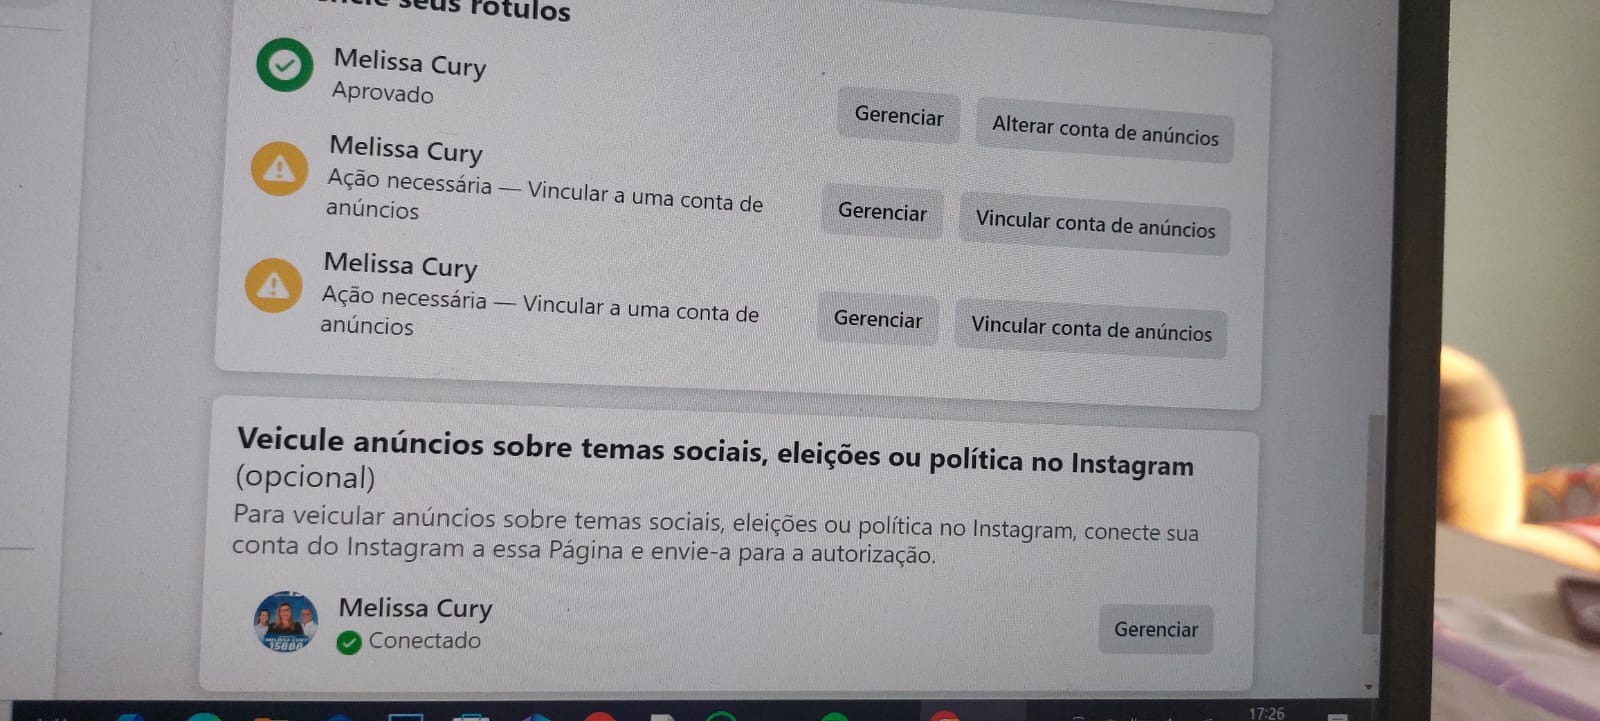 seus rótulos
Melissa Cury
Aprovado
Gerenciar
Alterar conta de anúncios
Melissa Cury
Ação necessária — Vincular a uma conta de
anúncios
Gerenciar
Vincular conta de anúncios
Melissa Cury
Ação necessária — Vincular a uma conta de
anúncios
Gerenciar
Vincular conta de anúncios
Veicule anúncios sobre temas sociais, eleições ou política no Instagram
(opcional)
Para veicular anúncios sobre temas sociais, eleições ou política no Instagram, conecte sua
conta do Instagram a essa Página e envie-a para a autorização.
MELISSA CURY
15888
Melissa Cury
Conectado
Gerenciar
17:26